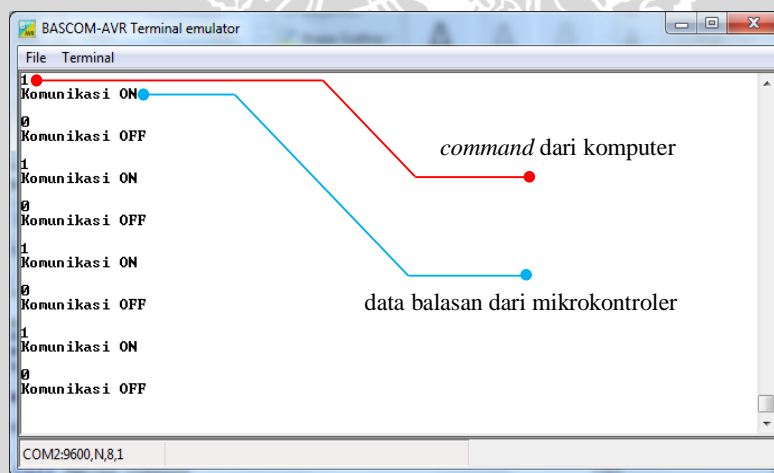 BASCOM-AVR Terminal emulator
File Terminal
1
Komunikasi ON
0
Komunikasi OFF
1
Komunikasi ON
0
Komunikasi OFF
1
Komunikasi ON
0
Komunikasi OFF
1
Komunikasi ON
0
Komunikasi OFF
command dari komputer
data balasan dari mikrokontroler
COM2:9600,N,8,1